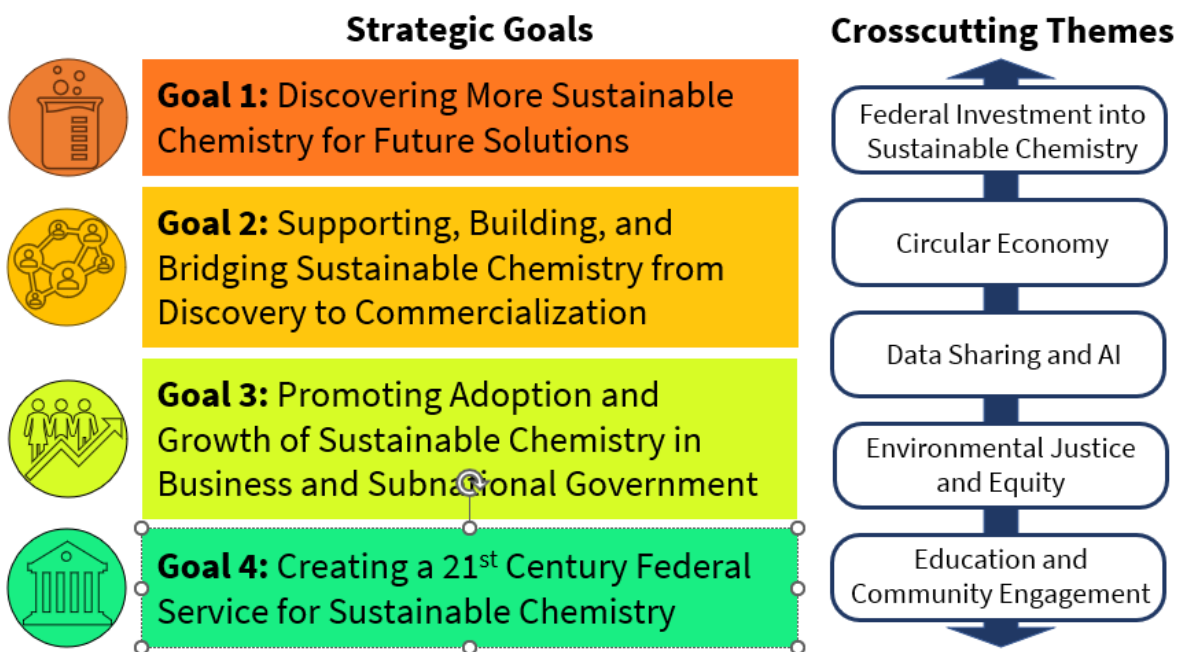 Strategic Goals
Goal 1: Discovering More Sustainable
Chemistry for Future Solutions
Goal 2: Supporting, Building, and
Bridging Sustainable Chemistry from
Discovery to Commercialization
Goal 3: Promoting Adoption and
Growth of Sustainable Chemistry in
Business and Subnational Government
Goal 4: Creating a 21st Century Federal
Service for Sustainable Chemistry
Crosscutting Themes
Federal Investment into
Sustainable Chemistry
Circular Economy
Data Sharing and AI
Environmental Justice
and Equity
Education and
Community Engagement